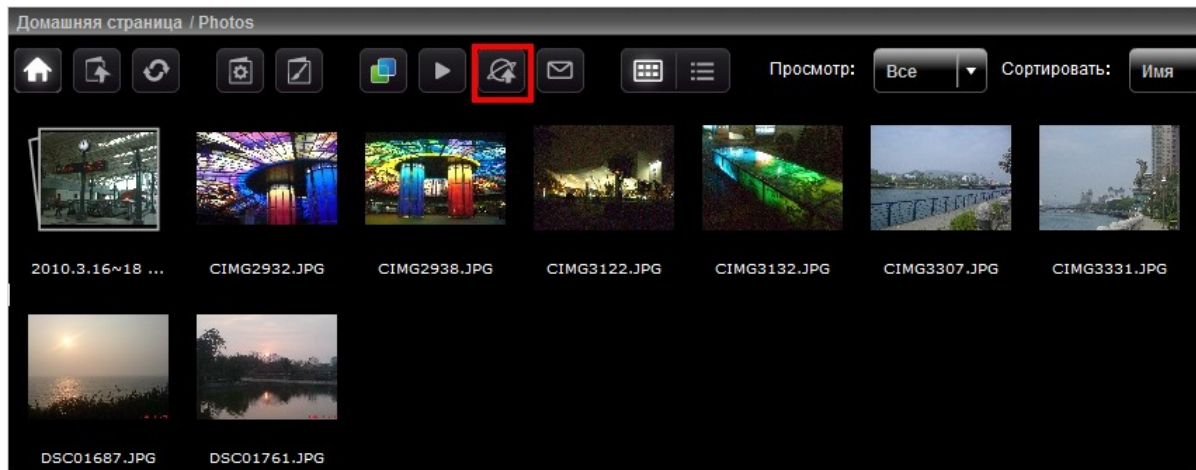 Домашняя страница / Photos
Просмотр: Все Сортировать: Имя
2010.3.16~18 ... CIMG2932.JPG CIMG2938.JPG CIMG3122.JPG CIMG3132.JPG CIMG3307.JPG CIMG3331.JPG
DSC01687.JPG DSC01761.JPG